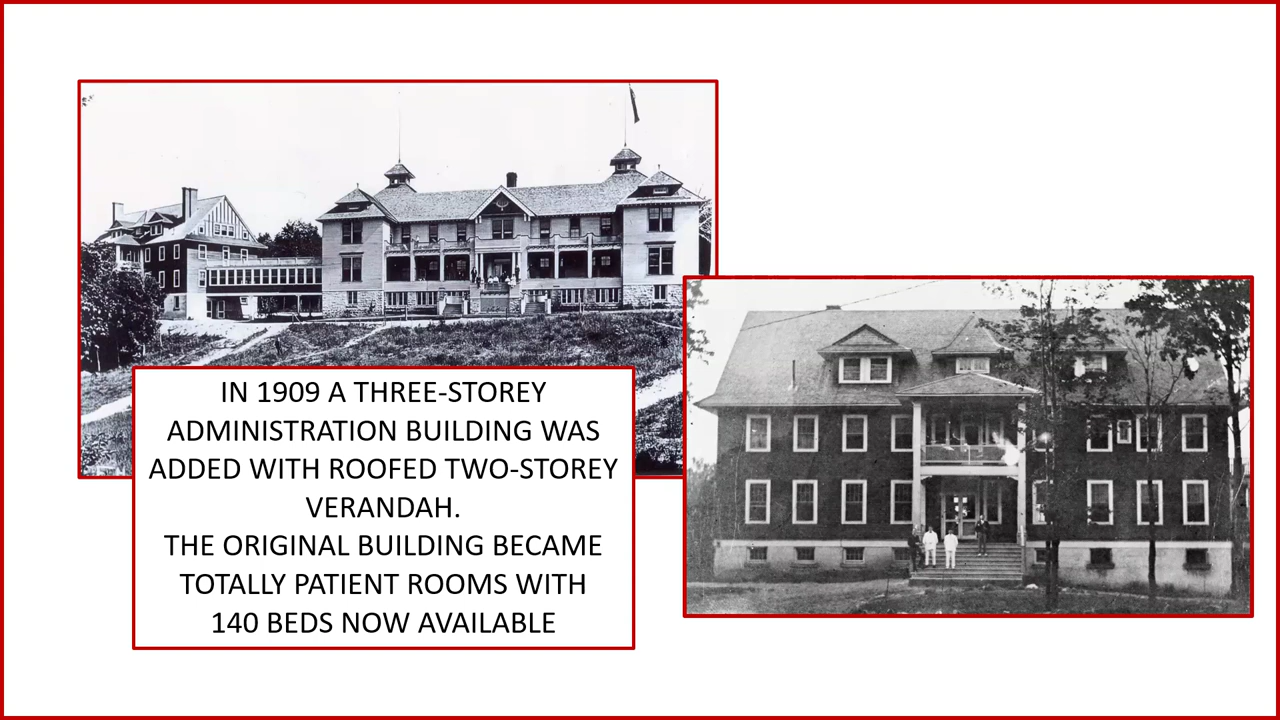 IN 1909 A THREE-STOREY
ADMINISTRATION BUILDING WAS
ADDED WITH ROOFED TWO-STOREY
VERANDAH.
THE ORIGINAL BUILDING BECAME
TOTALLY PATIENT ROOMS WITH
140 BEDS NOW AVAILABLE